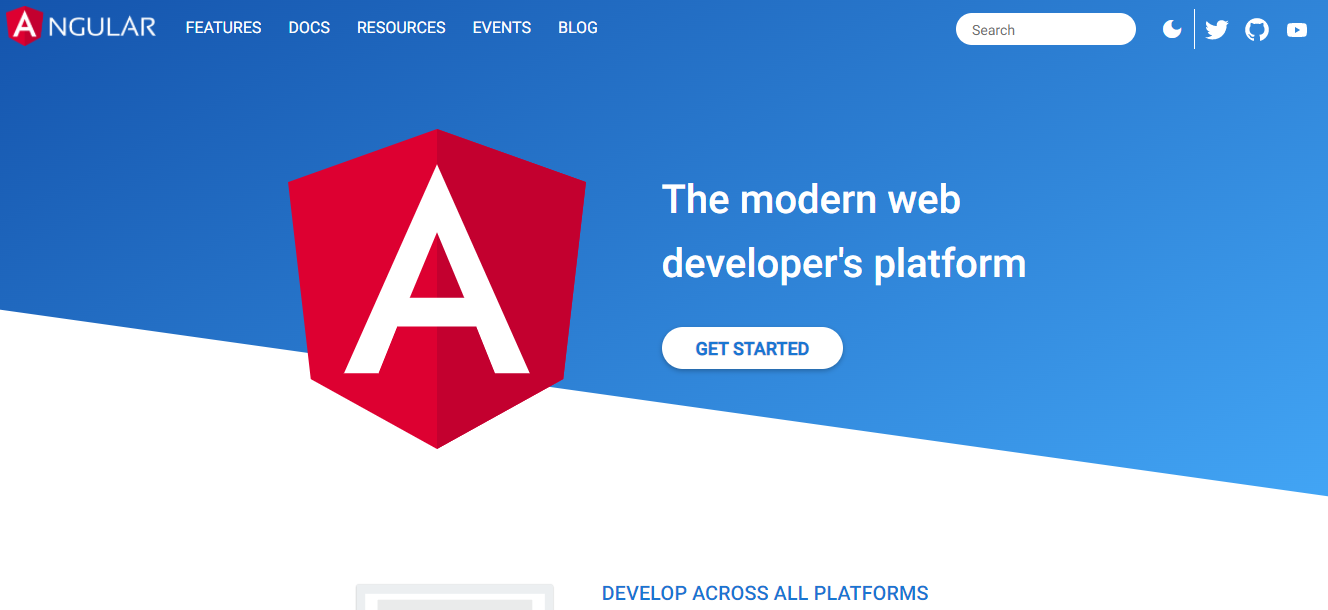 ANGULAR FEATURES DOCS RESOURCES EVENTS BLOG Search
A
The modern web
developer's platform
GET STARTED
DEVELOP ACROSS ALL PLATFORMS